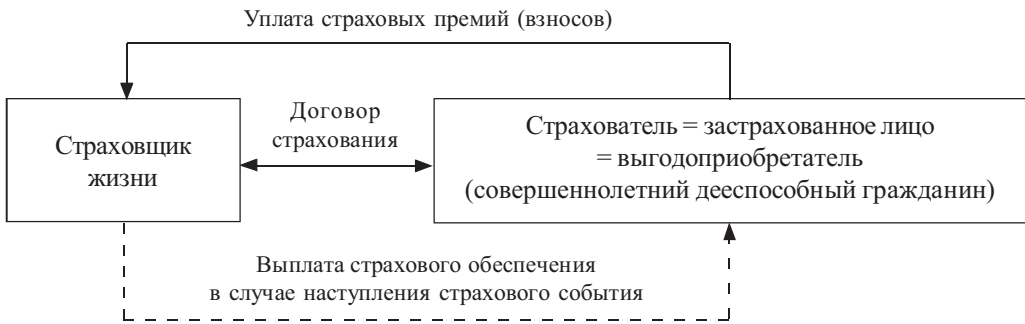 Уплата страховых премий (взносов)
Договор
страхования
Страховщик
жизни
Страхователь = застрахованное лицо
= выгодоприобретатель
(совершеннолетний дееспособный гражданин)
Выплата страхового обеспечения
в случае наступления страхового события